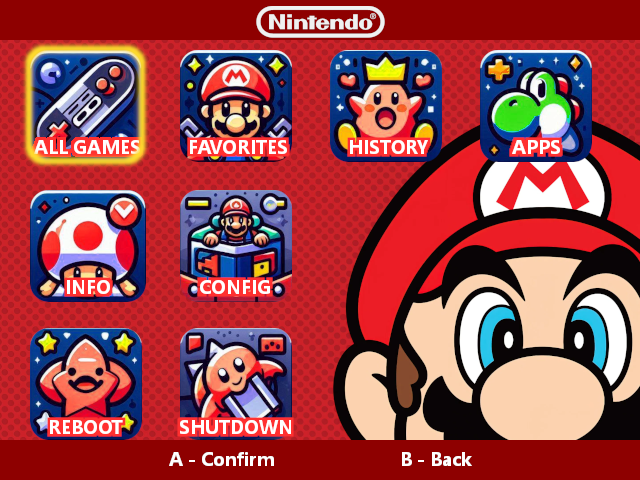 Nintendo®
ALL GAMES
FAVORITES
HISTORY
APPS
INFO
CONFIG
REBOOT
SHUTDOWN
A - Confirm
B - Back